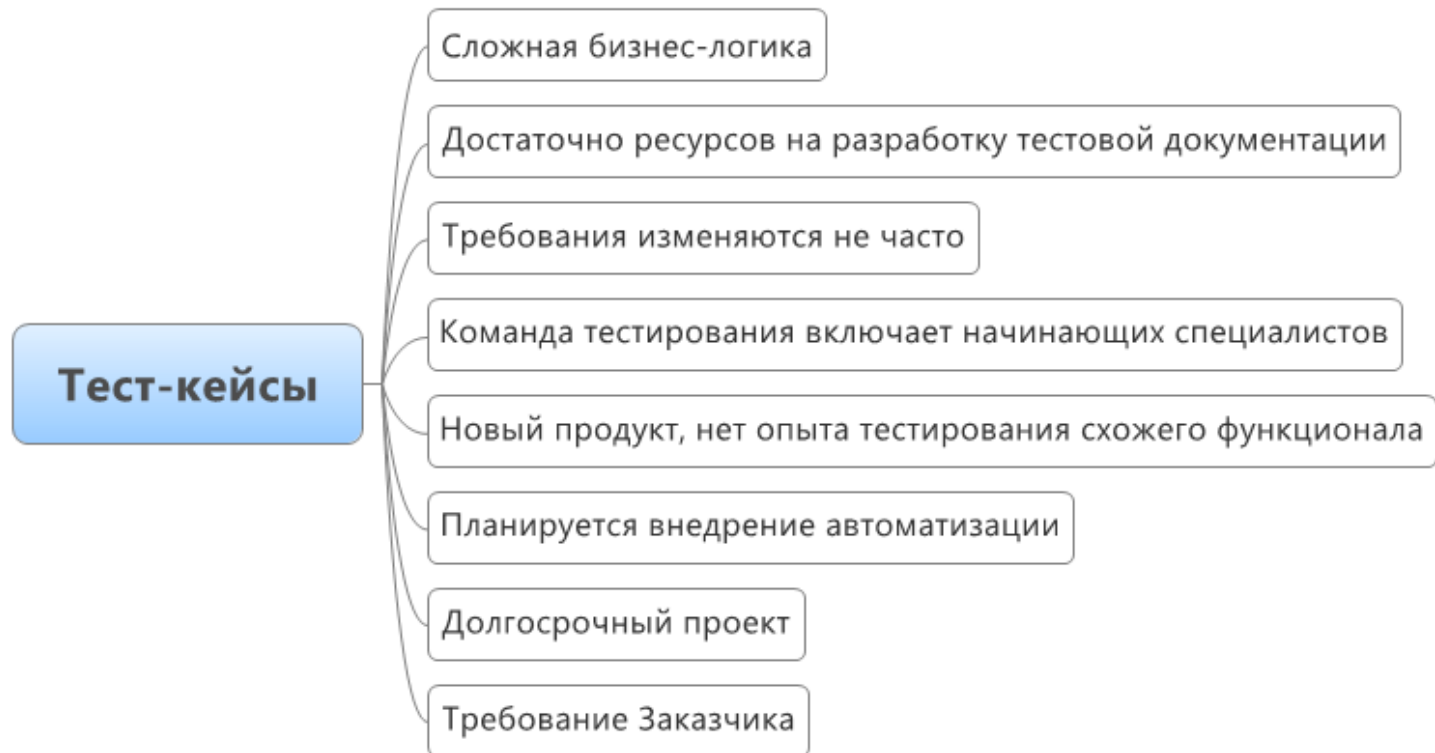 Сложная бизнес-логика
Достаточно ресурсов на разработку тестовой документации
Требования изменяются не часто
Команда тестирования включает начинающих специалистов
Тест-кейсы
Новый продукт, нет опыта тестирования схожего функционала
Планируется внедрение автоматизации
Долгосрочный проект
Требование Заказчика